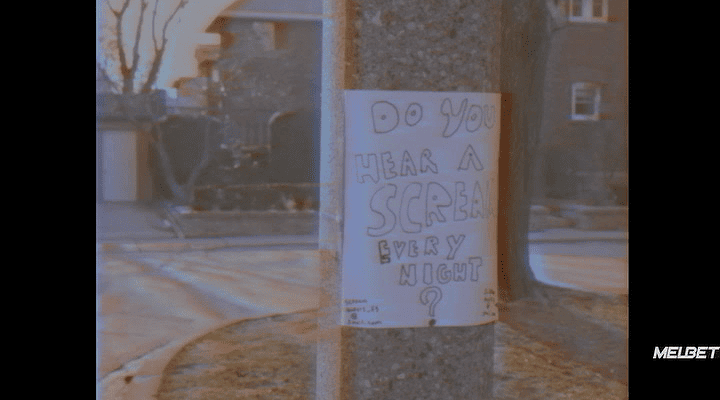 DO YOU
HEAR A
SCREAM
EVERY
NIGHT
?
MELBET